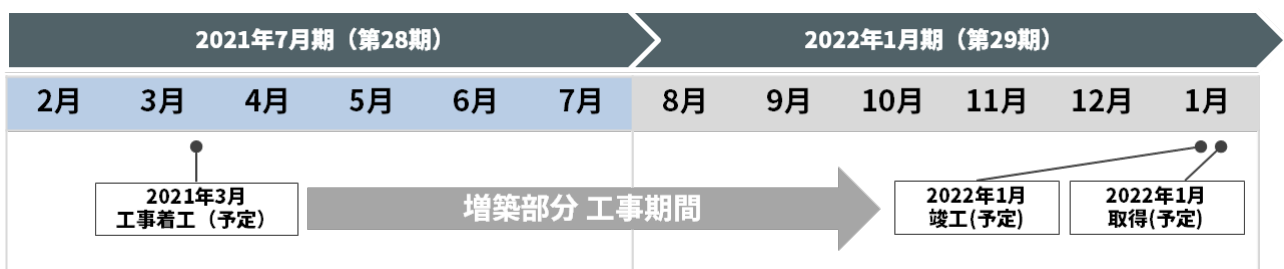 2021年7月期（第28期）
2022年1月期（第29期）
2月 3月 4月 5月 6月 7月 8月 9月 10月 11月 12月 1月
2021年3月
工事着工（予定）
増築部分 工事期間
2022年1月
竣工(予定)
2022年1月
取得(予定)